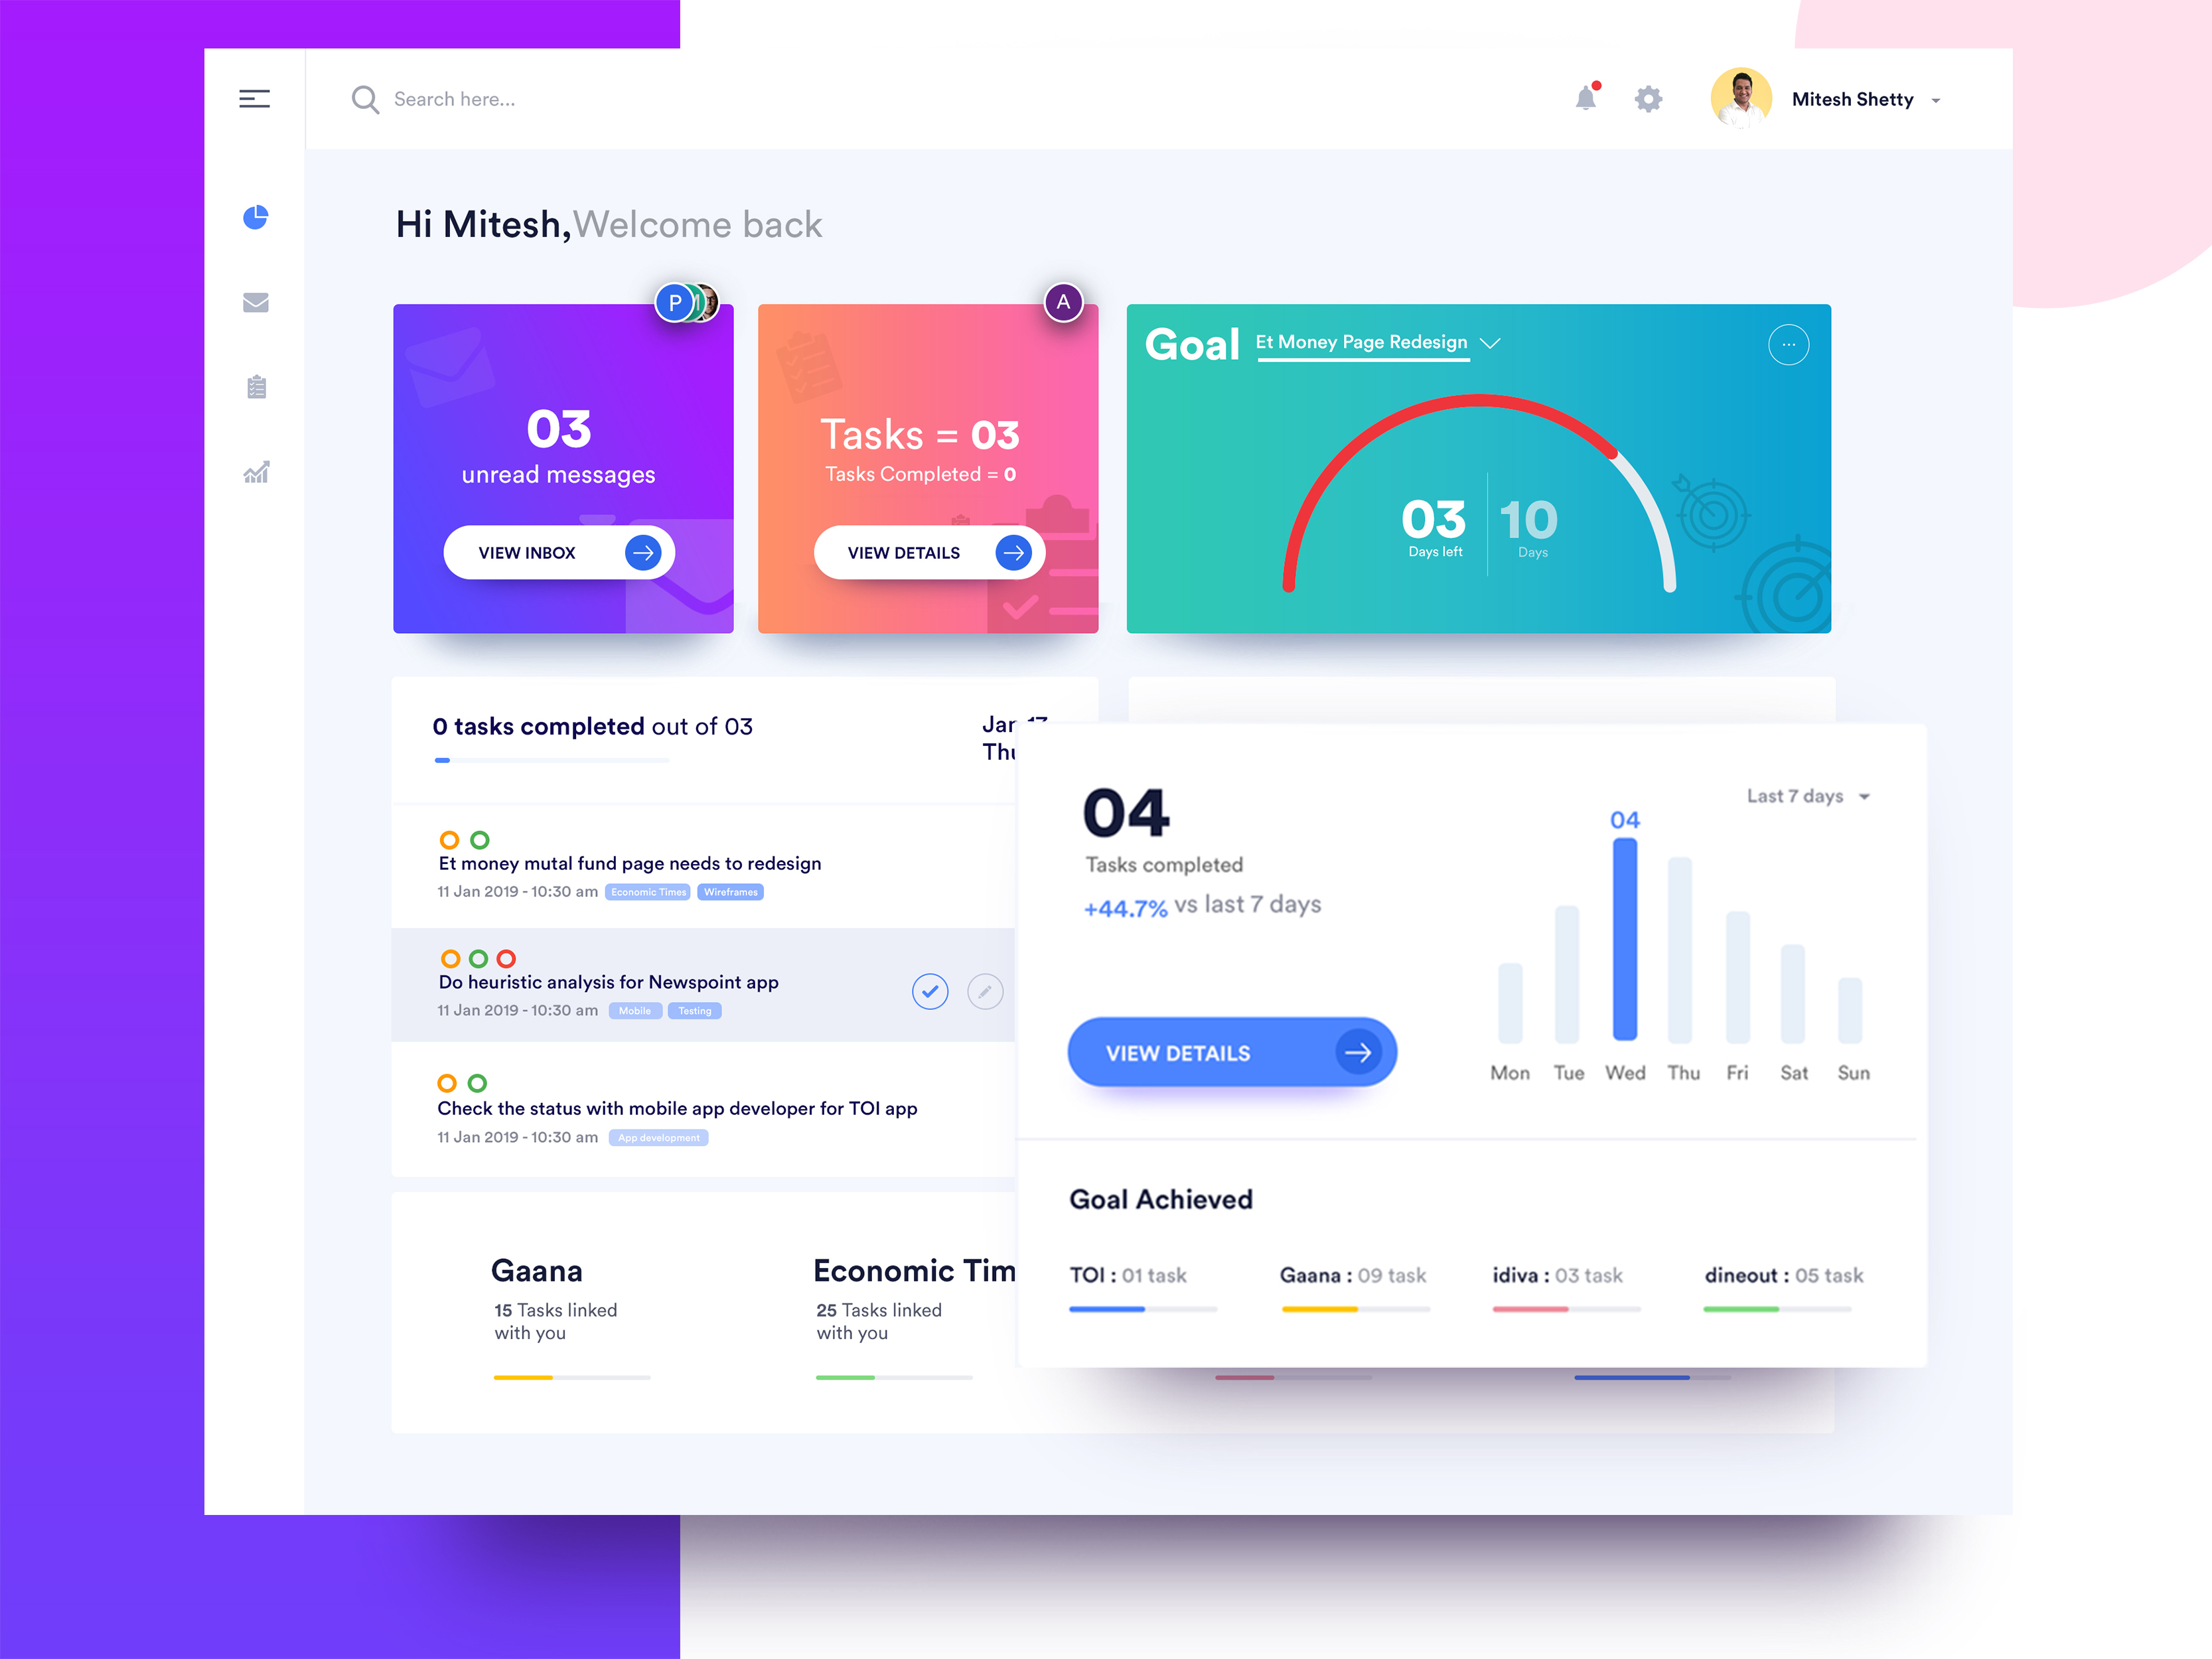 Search here...
Mitesh Shetty
Hi Mitesh,Welcome back
P
A
03
unread messages
VIEW INBOX
Tasks = 03
Tasks Completed = 0
VIEW DETAILS
Goal Et Money Page Redesign
03
Days left
10
Days
0 tasks completed out of 03
Jan 17
Thu
Et money mutal fund page needs to redesign
11 Jan 2019 - 10:30 am Economic Times Wireframes
Do heuristic analysis for Newspoint app
11 Jan 2019 - 10:30 am Mobile Testing
Check the status with mobile app developer for TOI app
11 Jan 2019 - 10:30 am App development
Gaana
15 Tasks linked
with you
Economic Tim
25 Tasks linked
with you
04
Tasks completed
+44.7% vs last 7 days
VIEW DETAILS
Last 7 days
04
Mon Tue Wed Thu Fri Sat Sun
Goal Achieved
TOI : 01 task
Gaana : 09 task
idiva : 03 task
dineout : 05 task